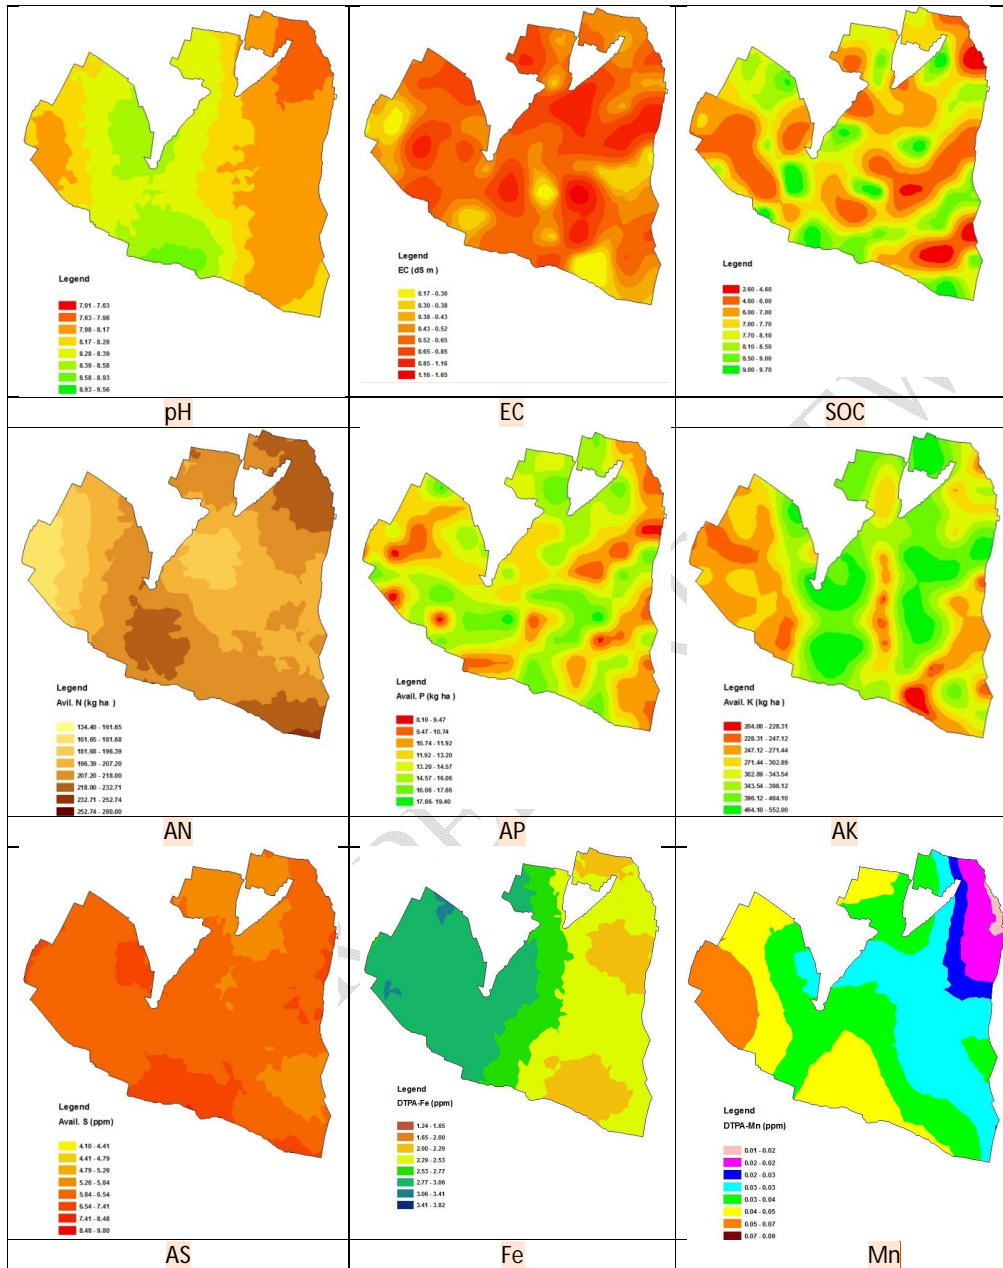 Legend
7.01 - 7.63
7.63 - 7.98
7.98 - 8.17
8.17 - 8.28
8.28 - 8.39
8.39 - 8.58
8.58 - 8.93
8.93 - 9.56
pH
Legend
EC (dS m )
0.17 - 0.30
0.30 - 0.38
0.38 - 0.43
0.43 - 0.52
0.52 - 0.65
0.65 - 0.85
0.85 - 1.16
1.16 - 1.65
EC
Legend
2.60 - 4.60
4.60 - 6.00
6.00 - 7.00
7.00 - 7.70
7.70 - 8.10
8.10 - 8.50
8.50 - 9.00
9.00 - 9.70
SOC
Legend
Avil. N (kg ha )
134.40 - 161.65
161.65 - 181.68
181.68 - 196.39
196.39 - 207.20
207.20 - 218.00
218.00 - 232.71
232.71 - 252.74
252.74 - 280.00
AN
Legend
Avail. P (kg ha )
8.10 - 9.47
9.47 - 10.74
10.74 - 11.92
11.92 - 13.20
13.20 - 14.57
14.57 - 16.06
16.06 - 17.66
17.66- 19.40
AP
Legend
Avail. K (kg ha )
204.00 - 228.31
228.31 - 247.12
247.12 - 271.44
271.44 - 302.89
302.89 - 343.54
343.54 - 396.12
396.12 - 464.10
464.10 - 552.00
AK
Legend
Avail. S (ppm)
4.10 - 4.41
4.41 - 4.79
4.79 - 5.26
5.26 - 5.84
5.84 - 6.54
6.54 - 7.41
7.41 - 8.48
8.48 - 9.80
AS
Legend
DTPA-Fe (ppm)
1.24 - 1.65
1.65 - 2.00
2.00 - 2.29
2.29 - 2.53
2.53 - 2.77
2.77 - 3.06
3.06 - 3.41
3.41 - 3.82
Fe
Legend
DTPA-Mn (ppm)
0.01 - 0.02
0.02 - 0.02
0.02 - 0.03
0.03 - 0.03
0.03 - 0.04
0.04 - 0.05
0.05 - 0.07
0.07 - 0.09
Mn